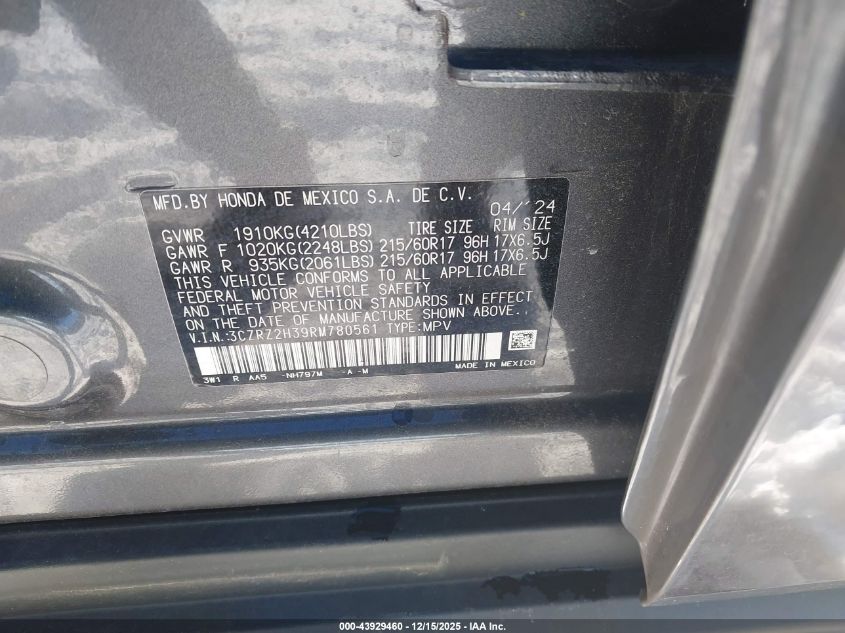 MFD.BY HONDA DE MEXICO S.A. DE C.V. 04/'24
GVWR 1910KG(4210LBS) TIRE SIZE RIM SIZE
GAWR F 1020KG(2248LBS) 215/60R17 96H 17X6.5J
GAWR R 935KG(2061LBS) 215/60R17 96H 17X6.5J
THIS VEHICLE CONFORMS TO ALL APPLICABLE
FEDERAL MOTOR VEHICLE SAFETY
AND THEFT PREVENTION STANDARDS IN EFFECT
ON THE DATE OF MANUFACTURE SHOWN ABOVE.
V.I.N.:3CZRZ2H39RM780561 TYPE:MPV
3W1 R AA5 -NH797M -A -M MADE IN MEXICO
000-43929460 - 12/15/2025 - IAA Inc.